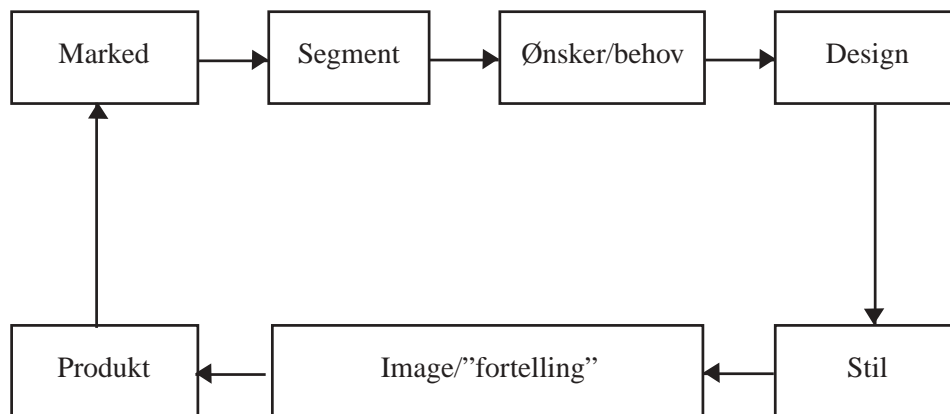 Marked
Segment
Ønsker/behov
Design
Produkt
Image/”fortelling”
Stil